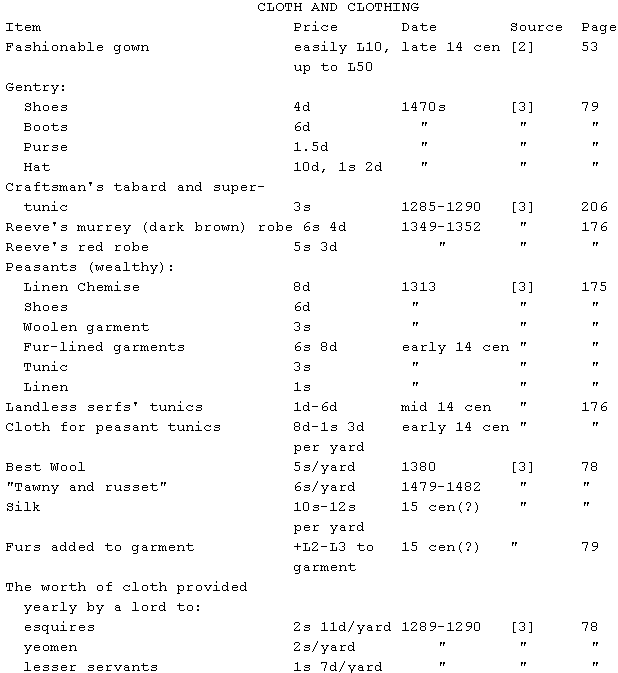 CLOTH AND CLOTHING
Item Price Date Source Page
Fashionable gown easily L10, late 14 cen [2] 53
up to L50
Gentry:
Shoes 4d 1470s [3] 79
Boots 6d " " "
Purse 1.5d " " "
Hat 10d, 1s 2d " " "
Craftsman's tabard and super-
tunic 3s 1285-1290 [3] 206
Reeve's murrey (dark brown) robe 6s 4d 1349-1352 " 176
Reeve's red robe 5s 3d " " "
Peasants (wealthy):
Linen Chemise 8d 1313 [3] 175
Shoes 6d " " "
Woolen garment 3s " " "
Fur-lined garments 6s 8d early 14 cen " "
Tunic 3s " " "
Linen 1s " " "
Landless serfs' tunics 1d-6d mid 14 cen " 176
Cloth for peasant tunics 8d-1s 3d early 14 cen " "
per yard
Best Wool 5s/yard 1380 [3] 78
"Tawny and russet" 6s/yard 1479-1482 " "
Silk 10s-12s 15 cen(?) " "
per yard
Furs added to garment +L2-L3 to 15 cen(?) " 79
garment
The worth of cloth provided
yearly by a lord to:
esquires 2s 11d/yard 1289-1290 [3] 78
yeomen 2s/yard " " "
lesser servants 1s 7d/yard " " "